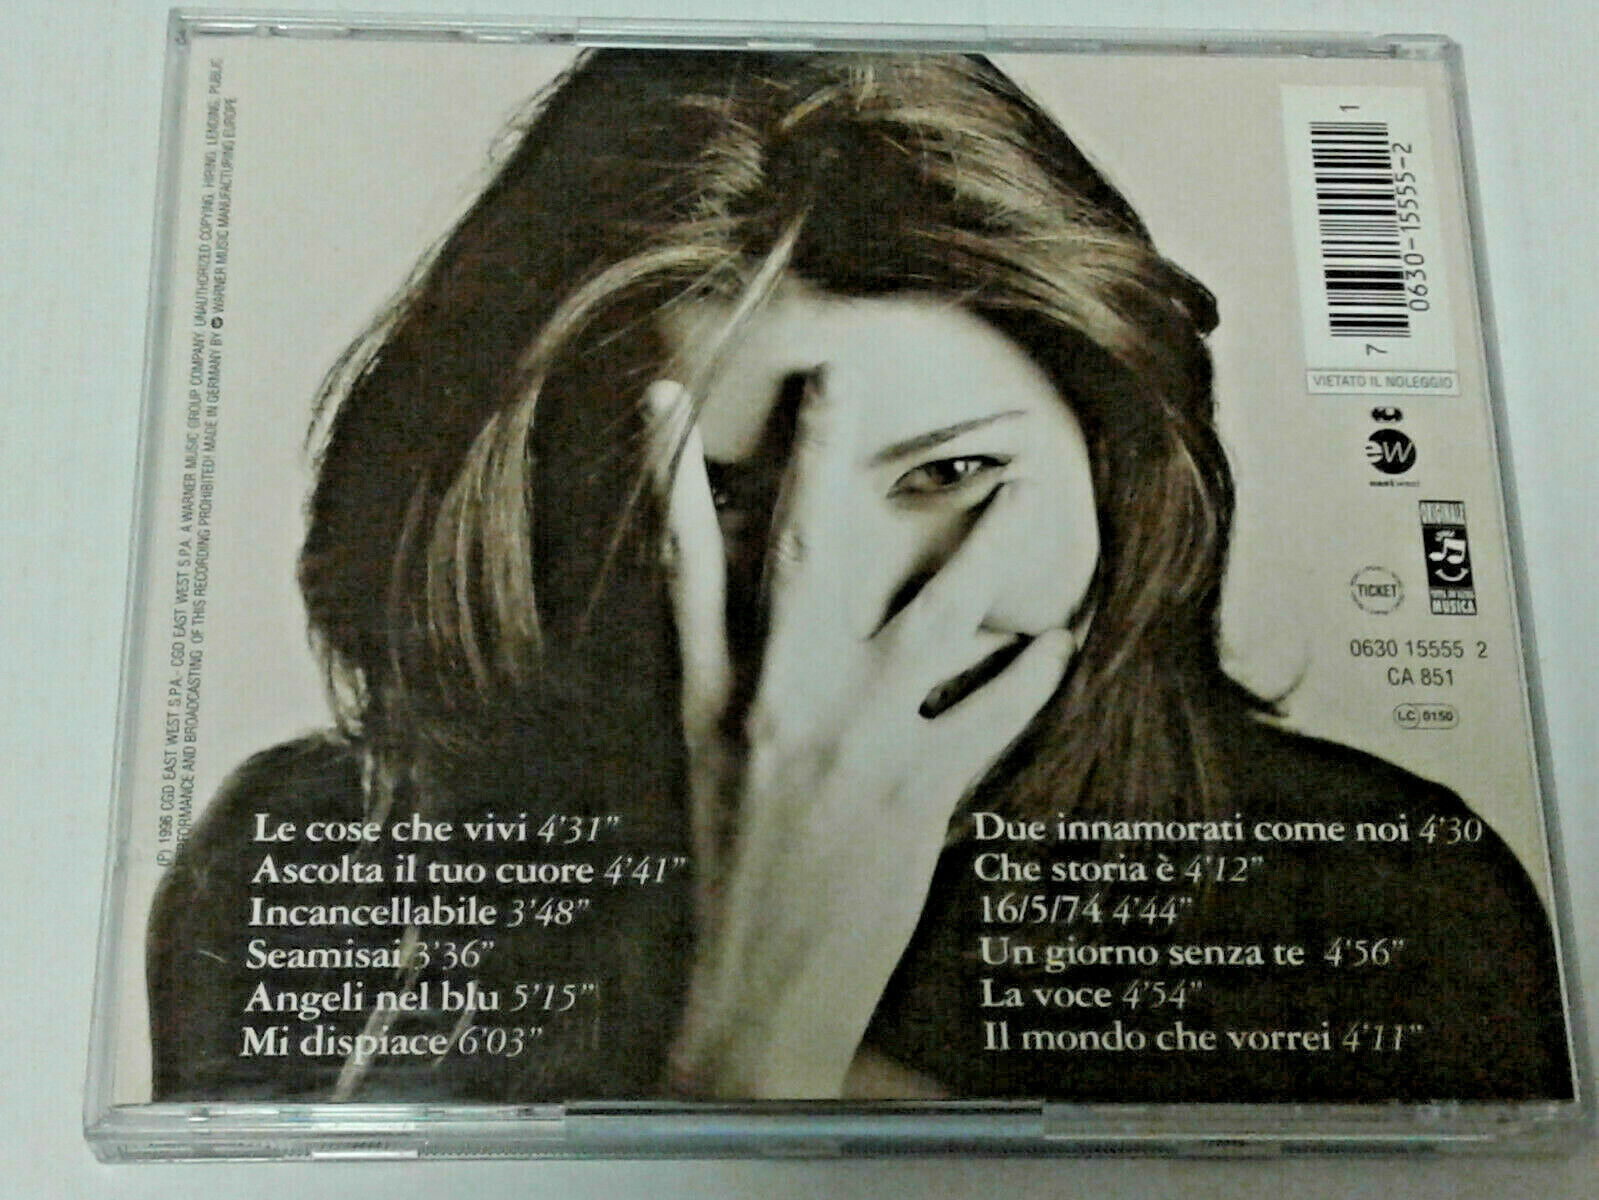 (P) 1996 CGD EAST WEST S.P.A.- CGD EAST WEST S.P.A. A WARNER MUSIC GROUP COMPANY. UNAUTHORIZED COPYING, HIRING, LENDING, PUBLIC
PERFORMANCE AND BROADCASTING OF THIS RECORDING PROHIBITED! MADE IN GERMANY BY WARNER MUSIC MANUFACTURING EUROPE
Le cose che vivi 4'31"
Ascolta il tuo cuore 4'41"
Incancellabile 3'48"
Seamisai 3'36"
Angeli nel blu 5'15"
Mi dispiace 6'03"
Due innamorati come noi 4'30
Che storia è 4'12"
16/5/74 4'44"
Un giorno senza te 4'56"
La voce 4'54"
Il mondo che vorrei 4'11"
7 0630-15555-2 1
VIETATO IL NOLEGGIO
ew
eastwest
ORIGINALE
MUSICA
TICKET
0630 15555 2
CA 851
LC 0150